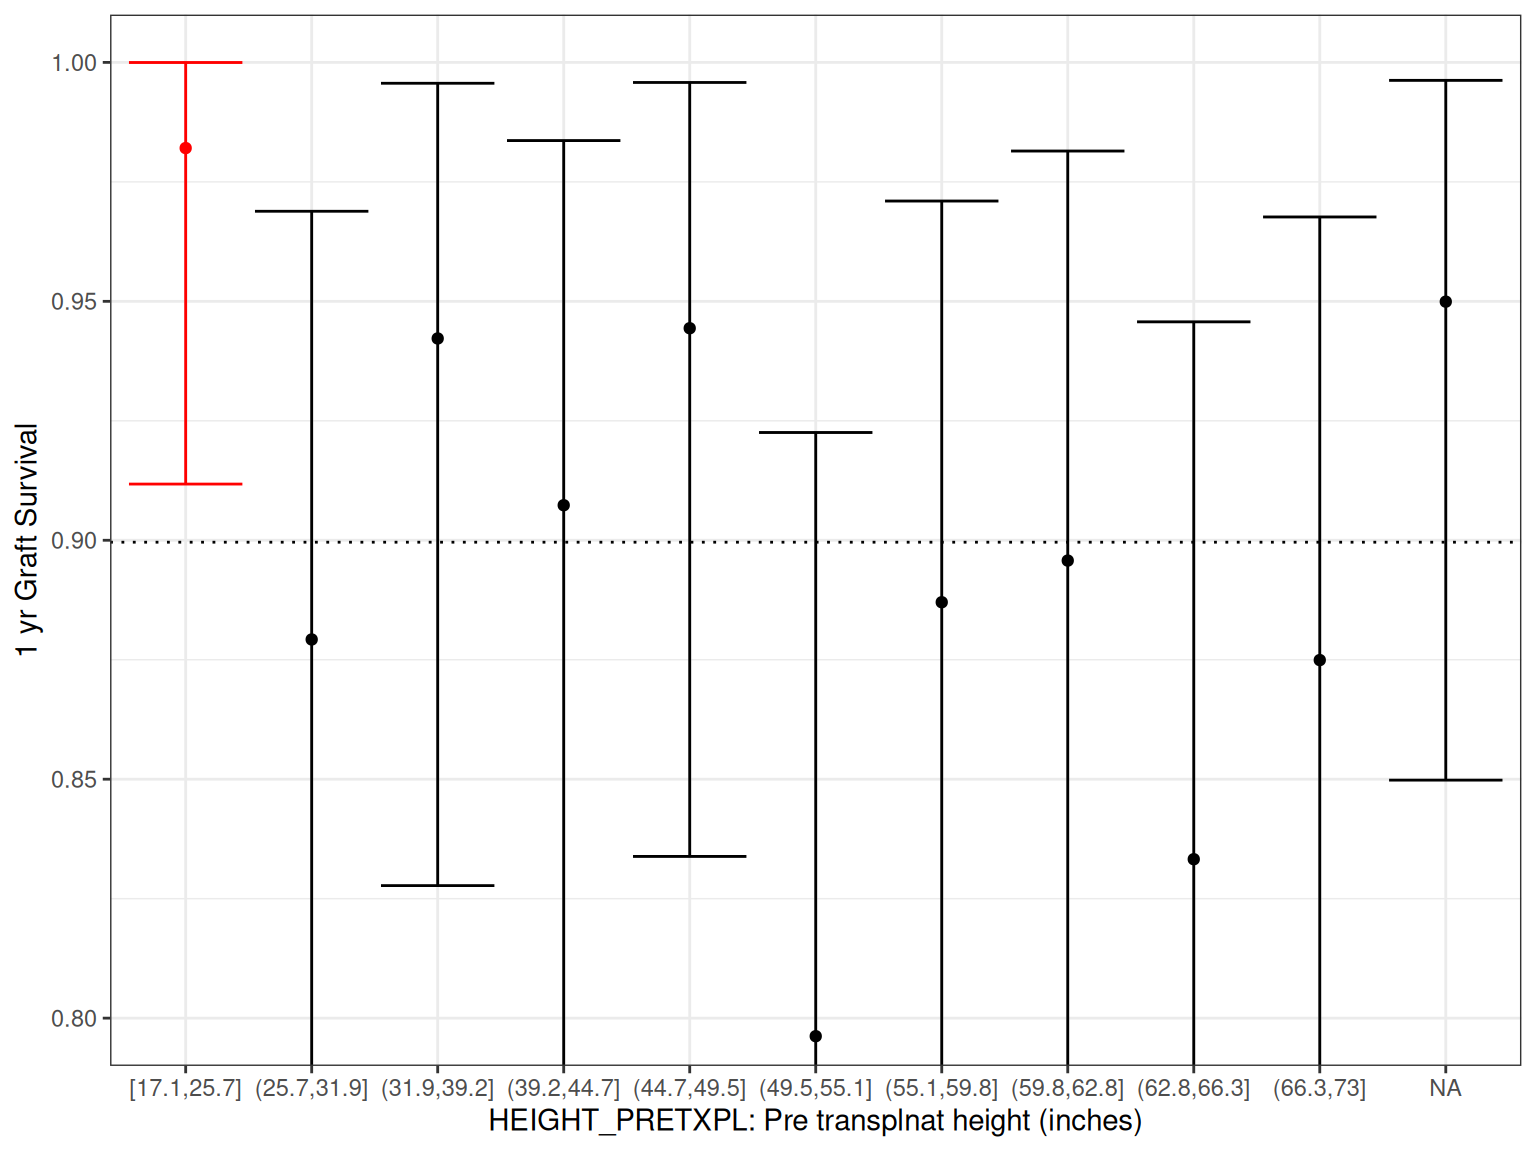 1.00
0.95
0.90
0.85
0.80
1 yr Graft Survival
[17.1,25.7] (25.7,31.9] (31.9,39.2] (39.2,44.7] (44.7,49.5] (49.5,55.1] (55.1,59.8] (59.8,62.8] (62.8,66.3] (66.3,73] NA
HEIGHT_PRETXPL: Pre transplnat height (inches)